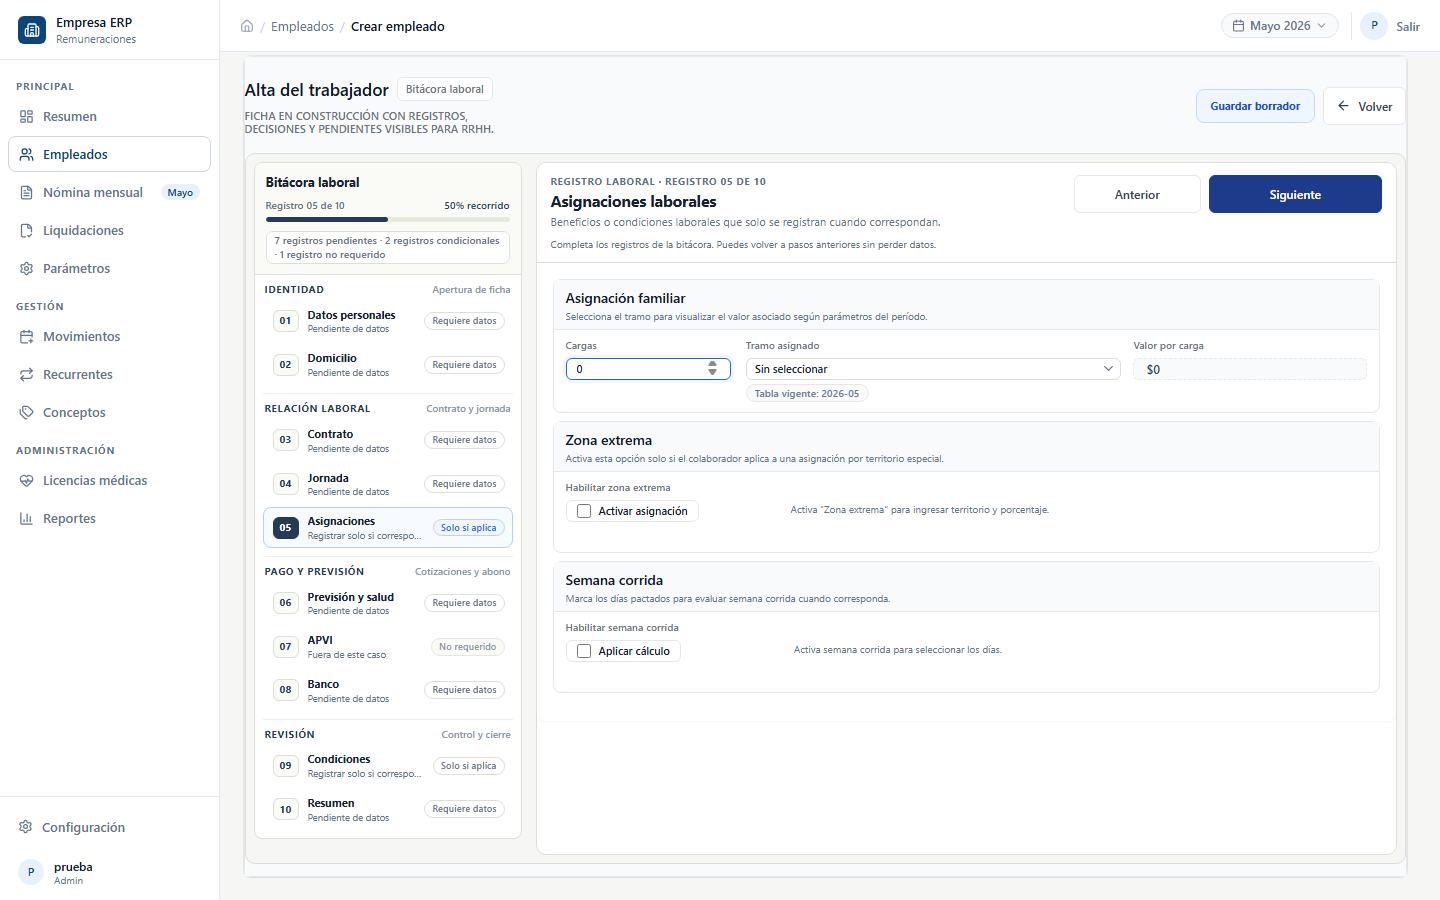 Empresa ERP
Remuneraciones
PRINCIPAL
Resumen
Empleados
Nómina mensual Mayo
Liquidaciones
Parámetros
GESTIÓN
Movimientos
Recurrentes
Conceptos
ADMINISTRACIÓN
Licencias médicas
Reportes
Configuración
P
prueba
Admin
/ Empleados / Crear empleado
Mayo 2026
P
Salir
Alta del trabajador
Bitácora laboral
FICHA EN CONSTRUCCIÓN CON REGISTROS,
DECISIONES Y PENDIENTES VISIBLES PARA RRHH.
Guardar borrador
Volver
Bitácora laboral
Registro 05 de 10 50% recorrido
7 registros pendientes · 2 registros condicionales
· 1 registro no requerido
IDENTIDAD Apertura de ficha
01 Datos personales Requiere datos
Pendiente de datos
02 Domicilio Requiere datos
Pendiente de datos
RELACIÓN LABORAL Contrato y jornada
03 Contrato Requiere datos
Pendiente de datos
04 Jornada Requiere datos
Pendiente de datos
05 Asignaciones Solo si aplica
Registrar solo si correspo...
PAGO Y PREVISIÓN Cotizaciones y abono
06 Previsión y salud Requiere datos
Pendiente de datos
07 APVI No requerido
Fuera de este caso
08 Banco Requiere datos
Pendiente de datos
REVISIÓN Control y cierre
09 Condiciones Solo si aplica
Registrar solo si correspo...
10 Resumen Requiere datos
Pendiente de datos
REGISTRO LABORAL · REGISTRO 05 DE 10
Asignaciones laborales
Beneficios o condiciones laborales que solo se registran cuando correspondan.
Completa los registros de la bitácora. Puedes volver a pasos anteriores sin perder datos.
Anterior
Siguiente
Asignación familiar
Selecciona el tramo para visualizar el valor asociado según parámetros del período.
Cargas Tramo asignado Valor por carga
0 Sin seleccionar $0
Tabla vigente: 2026-05
Zona extrema
Activa esta opción solo si el colaborador aplica a una asignación por territorio especial.
Habilitar zona extrema
Activar asignación
Activa "Zona extrema" para ingresar territorio y porcentaje.
Semana corrida
Marca los días pactados para evaluar semana corrida cuando corresponda.
Habilitar semana corrida
Aplicar cálculo
Activa semana corrida para seleccionar los días.